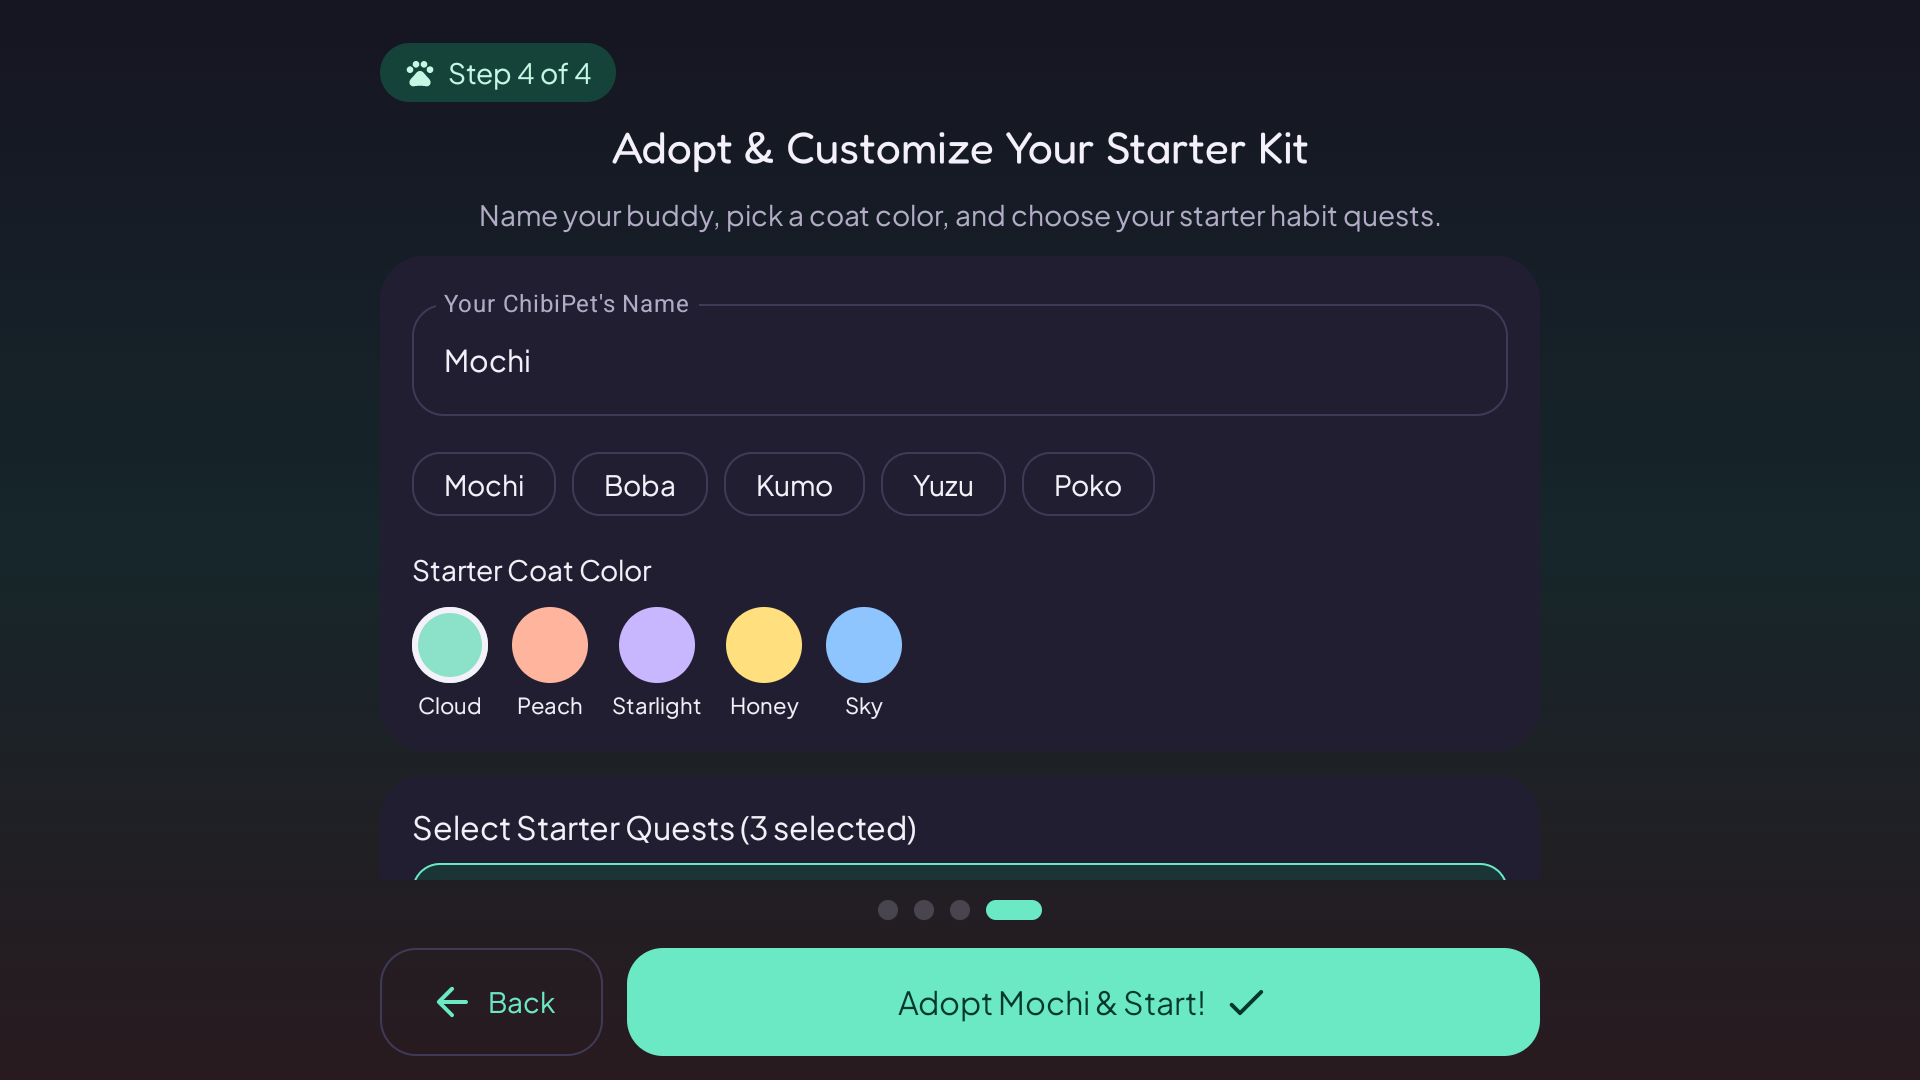 Step 4 of 4
Adopt & Customize Your Starter Kit
Name your buddy, pick a coat color, and choose your starter habit quests.
Your ChibiPet's Name
Mochi
Mochi Boba Kumo Yuzu Poko
Starter Coat Color
Cloud Peach Starlight Honey Sky
Select Starter Quests (3 selected)
Back Adopt Mochi & Start!